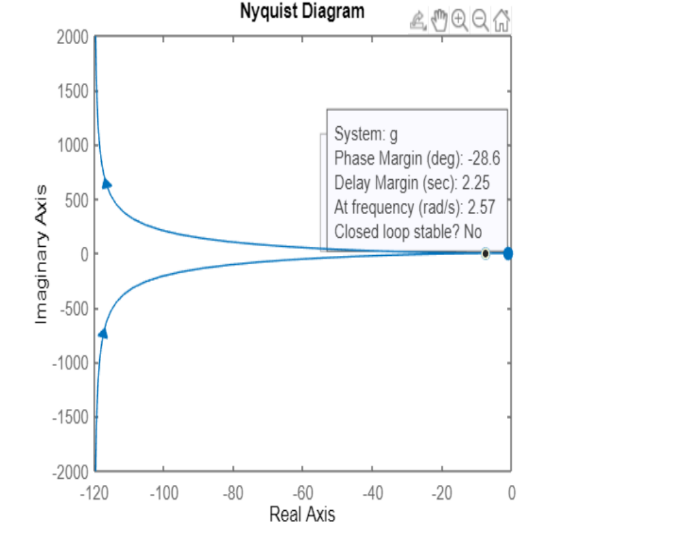 Nyquist Diagram
2000
1500
1000
500
0
-500
-1000
-1500
-2000
Imaginary Axis
System: g
Phase Margin (deg): -28.6
Delay Margin (sec): 2.25
At frequency (rad/s): 2.57
Closed loop stable? No
-120 -100 -80 -60 -40 -20 0
Real Axis